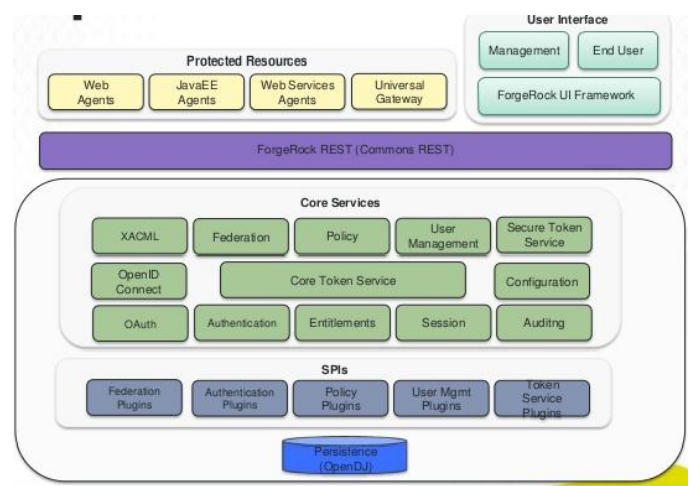 User Interface
Management
End User
ForgeRock UI Framework
Protected Resources
Web
Agents
JavaEE
Agents
Web Services
Agents
Universal
Gateway
ForgeRock REST (Commons REST)
Core Services
XACML
Federation
Policy
User
Management
Secure Token
Service
OpenID
Connect
Core Token Service
Configuration
OAuth
Authentication
Entitlements
Session
Auditng
SPIs
Federation
Plugins
Authentication
Plugins
Policy
Plugins
User Mgmt
Plugins
Token
Service
Plugins
Persistence
(OpenDJ)